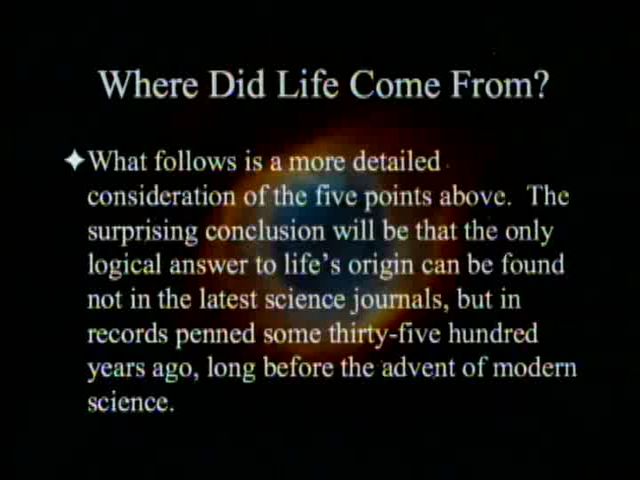 Where Did Life Come From?
What follows is a more detailed
consideration of the five points above. The
surprising conclusion will be that the only
logical answer to life's origin can be found
not in the latest science journals, but in
records penned some thirty-five hundred
years ago, long before the advent of modern
science.